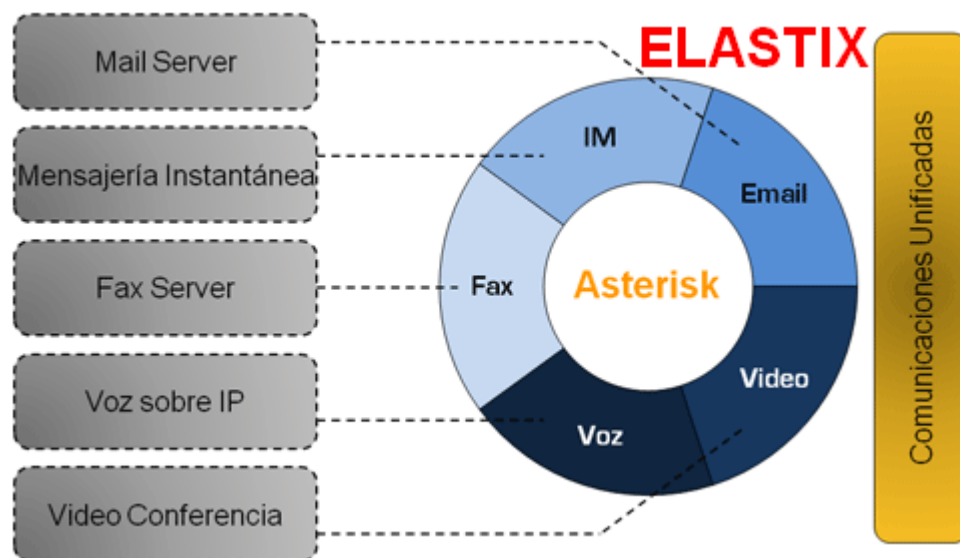 ELASTIX
Mail Server
Mensajería Instantánea
Fax Server
Voz sobre IP
Video Conferencia
IM
Email
Fax
Asterisk
Video
Voz
Comunicaciones Unificadas